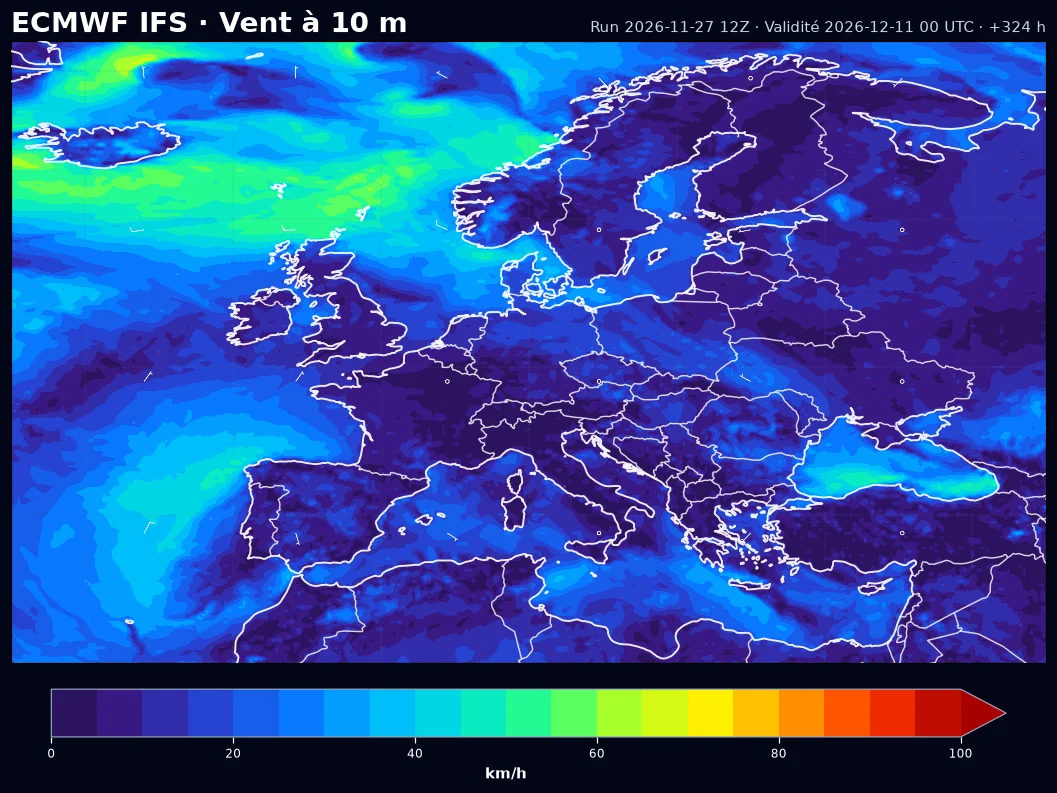 ECMWF IFS · Vent à 10 m
Run 2026-11-27 12Z · Validité 2026-12-11 00 UTC · +324 h
0 20 40 60 80 100
km/h